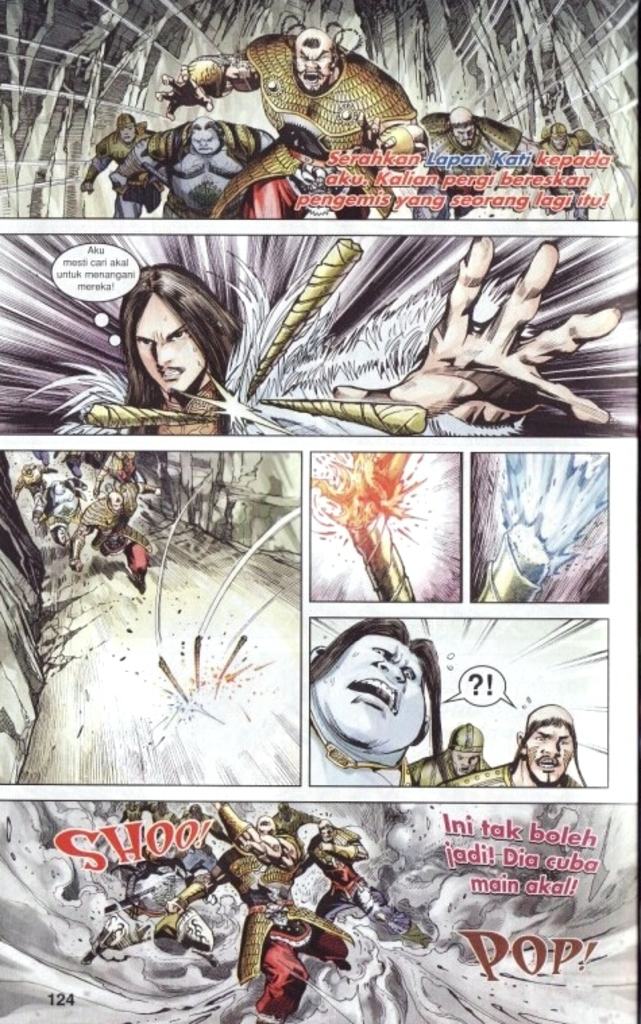 Serahkan Lapan Kati kepada
aku. Kalian pergi bereskan
pengemis yang seorang lagi itu!
Aku
mesti cari akal
untuk menangani
mereka!
?!
SHOO!
Ini tak boleh
jadi! Dia cuba
main akal!
POP!
124